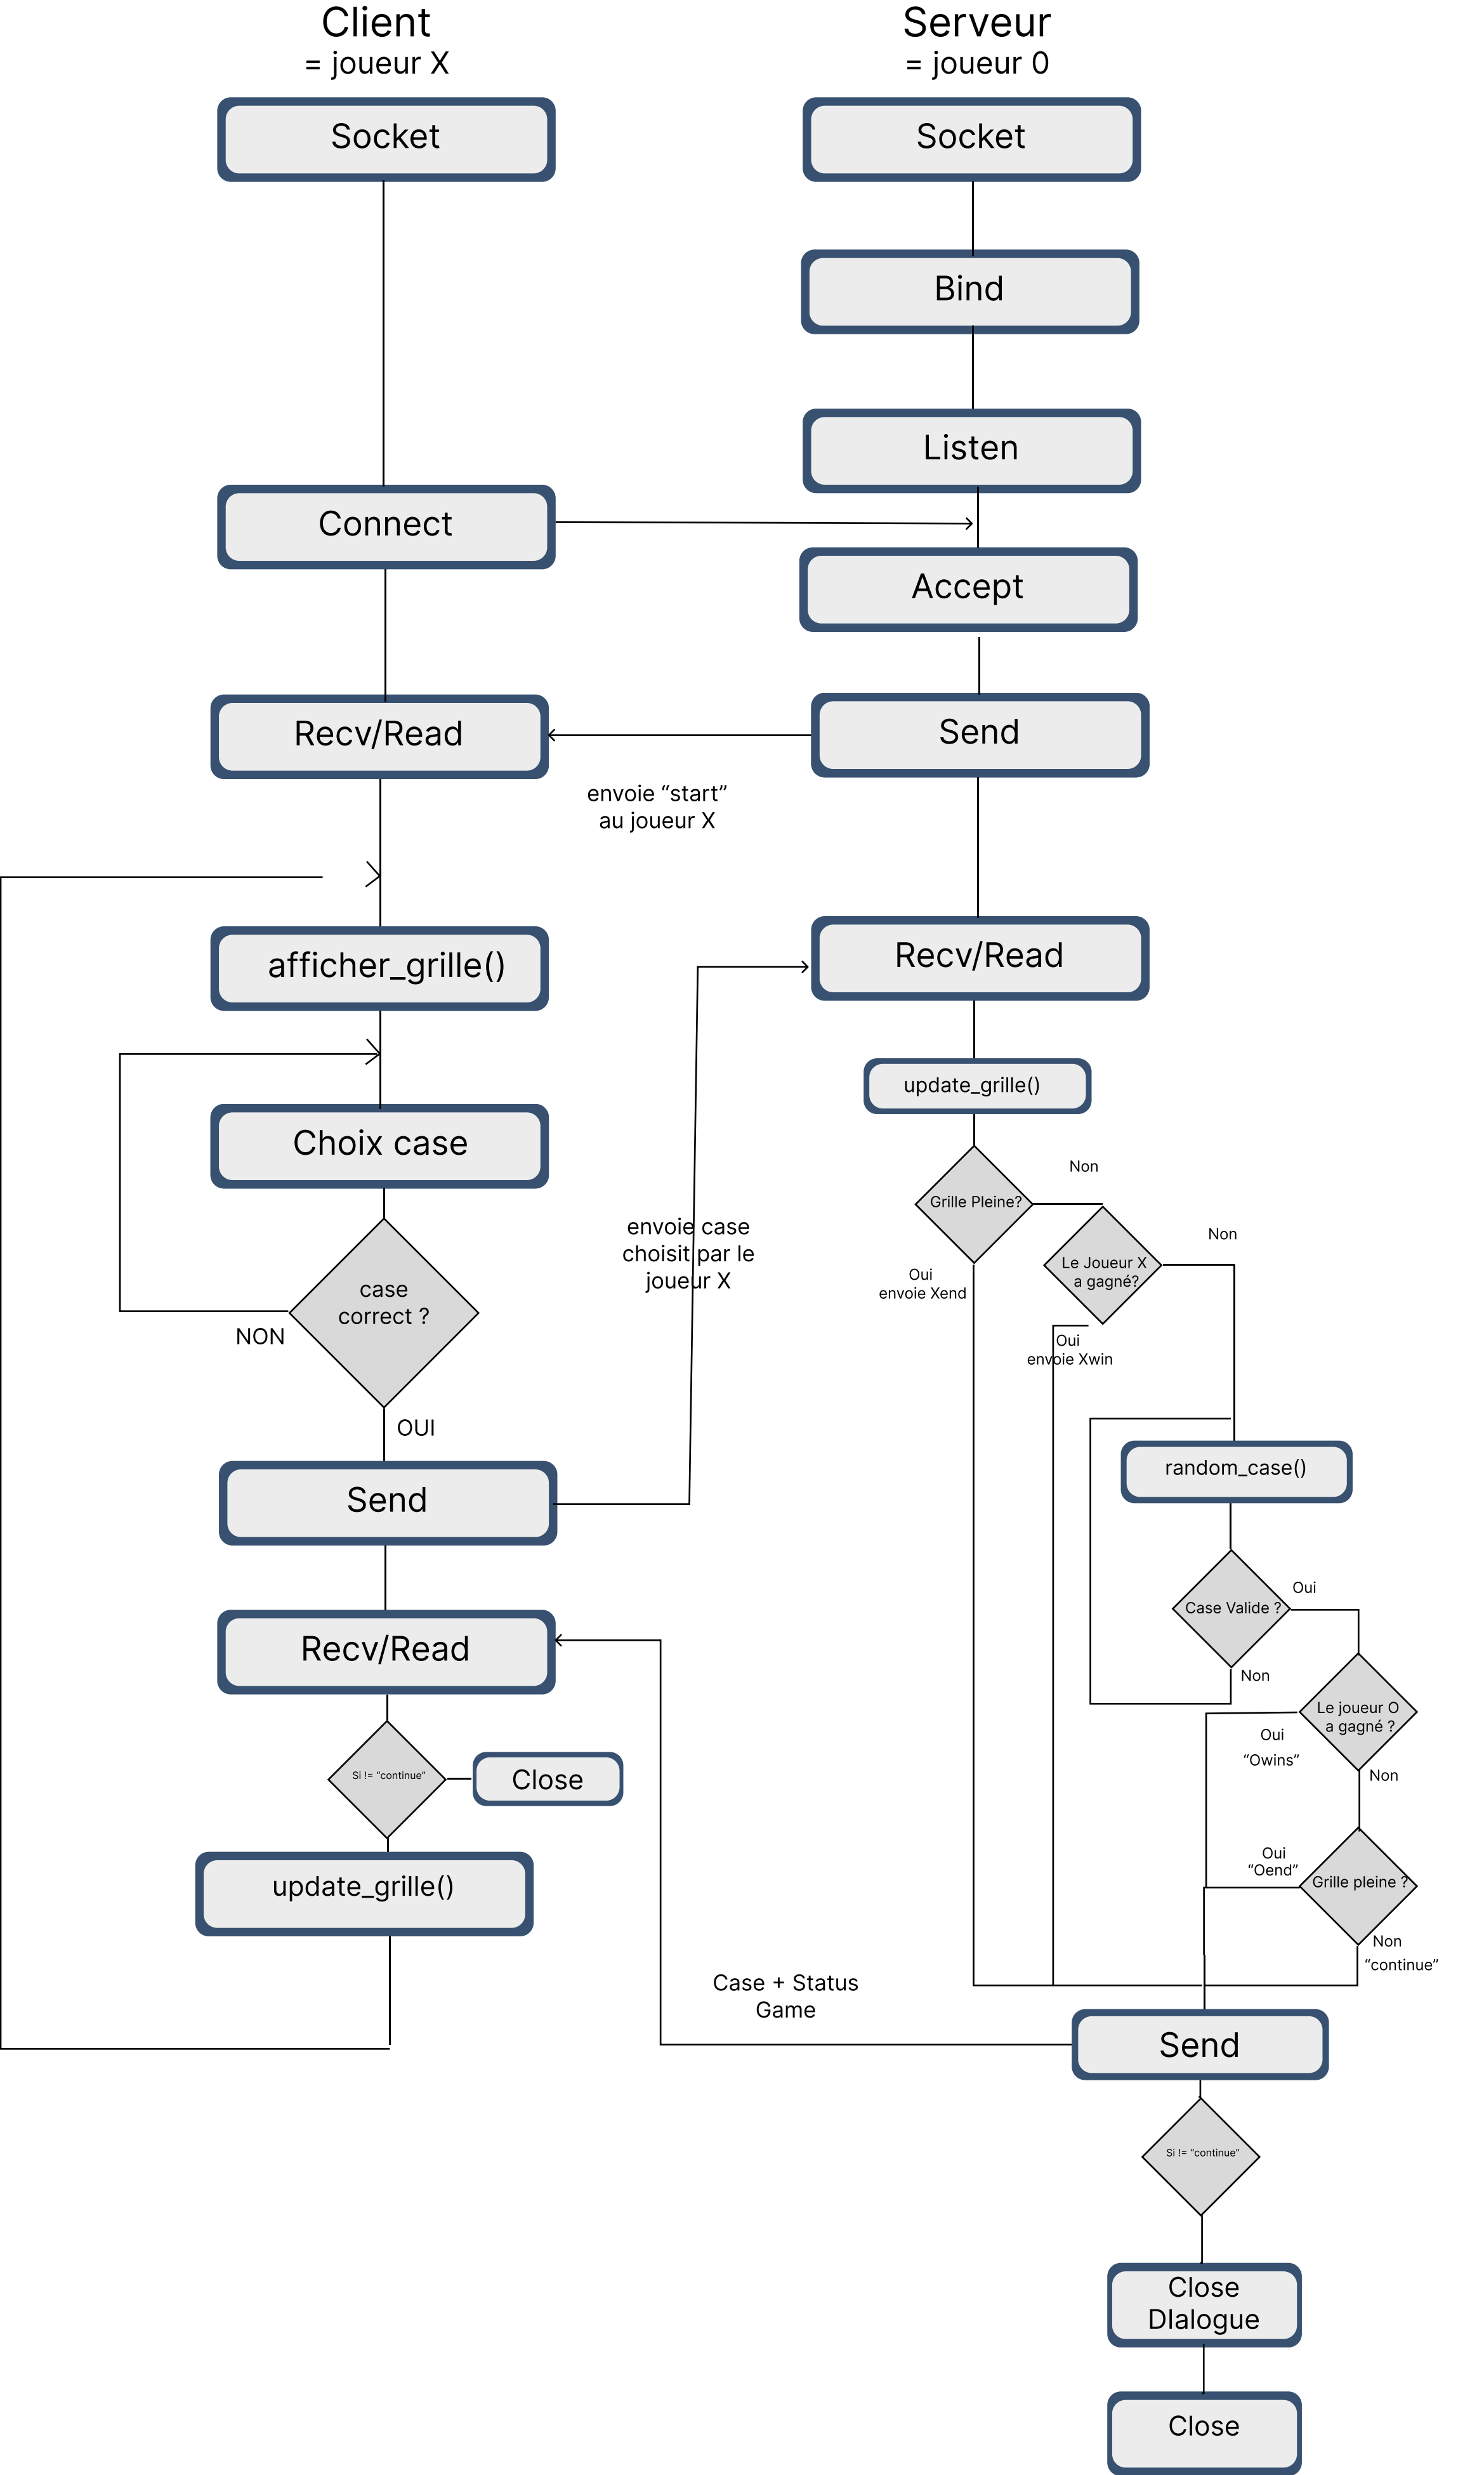 Client
= joueur X
Serveur
= joueur 0
Socket
Socket
Bind
Listen
Connect
Accept
Recv/Read
Send
envoie “start”
au joueur X
afficher_grille()
Recv/Read
update_grille()
Choix case
Grille Pleine?
Non
Le Joueur X
a gagné?
Non
Oui
envoie Xend
Oui
envoie Xwin
envoie case
choisit par le
joueur X
case
correct ?
NON
OUI
Send
random_case()
Case Valide ?
Oui
Non
Recv/Read
Le joueur O
a gagné ?
Oui
“Owins”
Non
Si != “continue”
Close
update_grille()
Oui
“Oend”
Grille pleine ?
Non
“continue”
Case + Status
Game
Send
Si != “continue”
Close
DIalogue
Close